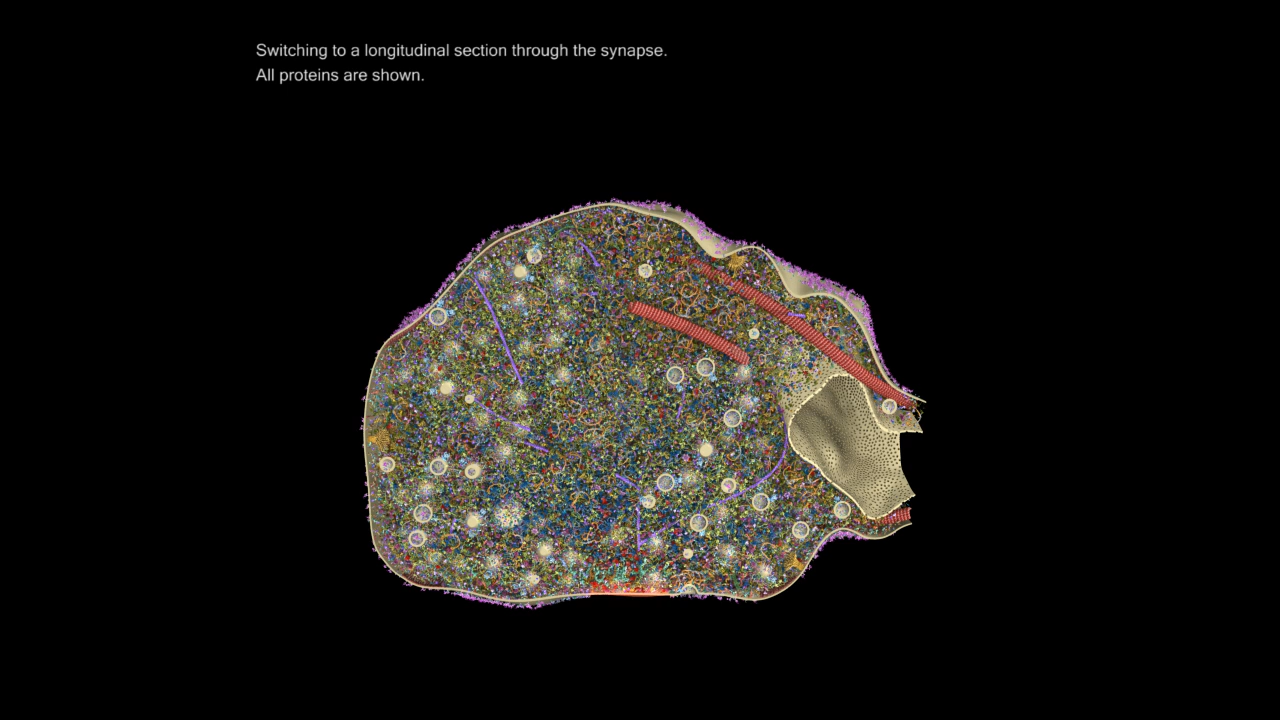 Switching to a longitudinal section through the synapse.
All proteins are shown.